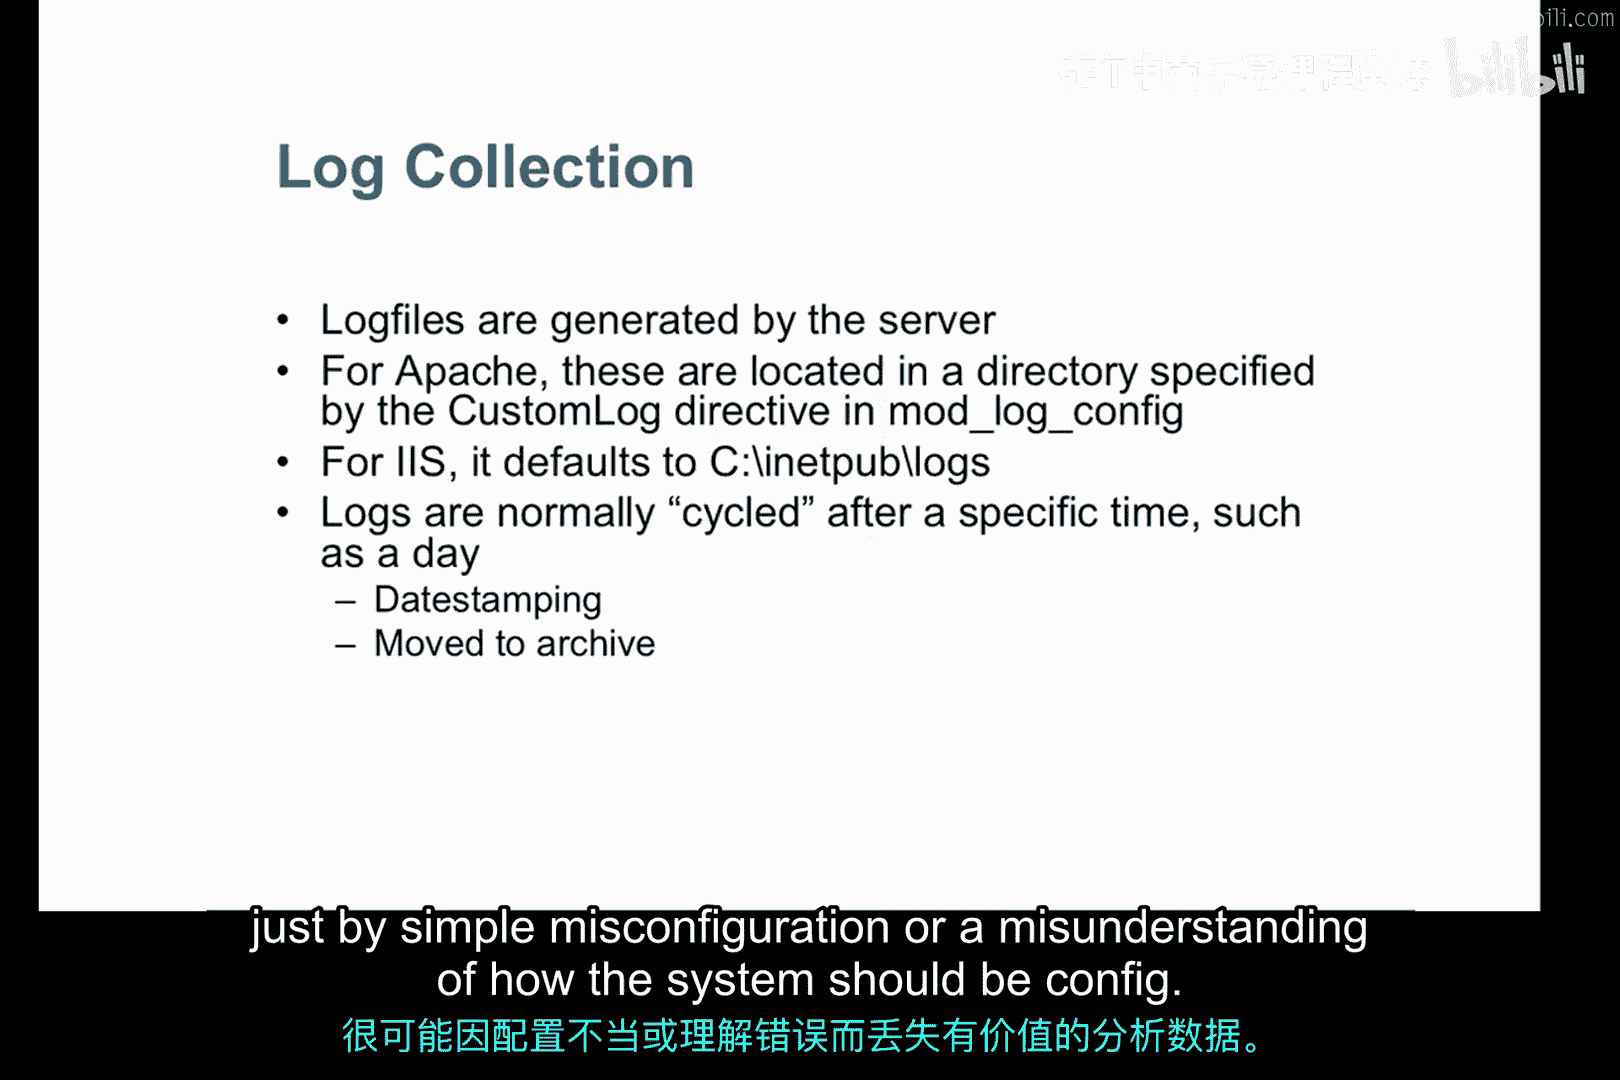 bili.com
bilibili
Log Collection
• Logfiles are generated by the server
• For Apache, these are located in a directory specified
by the CustomLog directive in mod_log_config
• For IIS, it defaults to C:\inetpub\logs
• Logs are normally “cycled” after a specific time, such
as a day
– Datestamping
– Moved to archive
just by simple misconfiguration or a misunderstanding
of how the system should be config.
很可能因配置不当或理解错误而丢失有价值的分析数据。